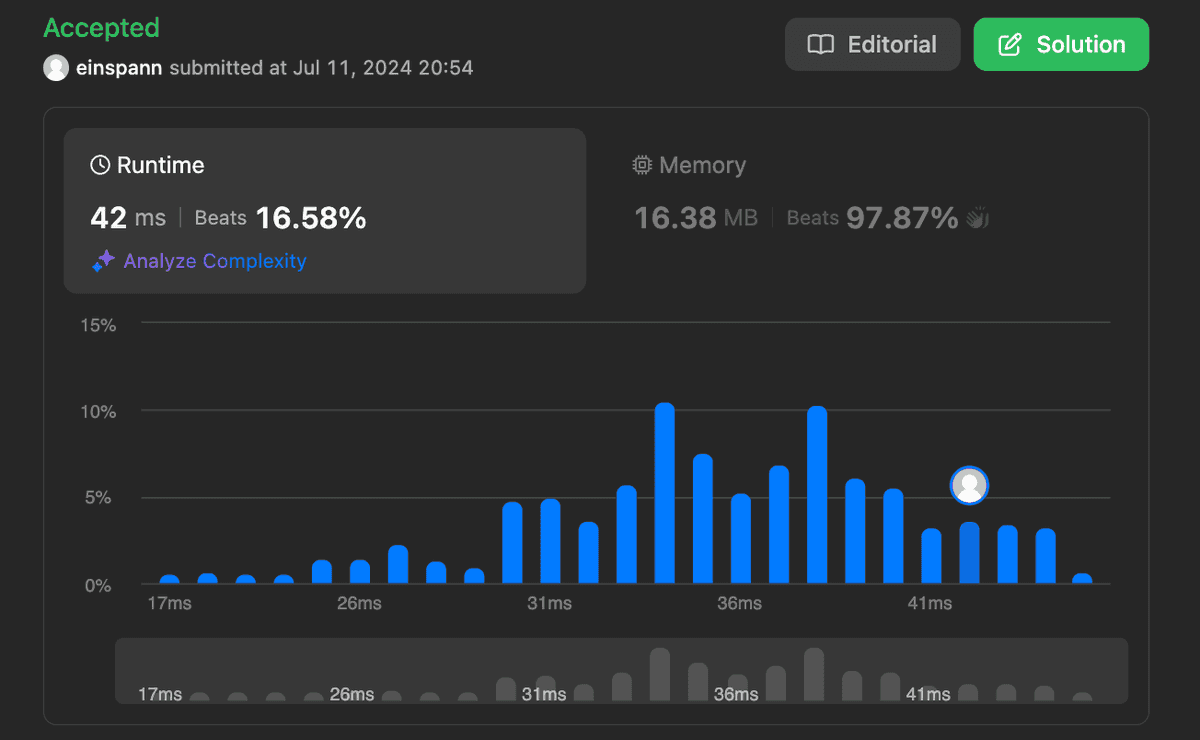 Accepted
einspann submitted at Jul 11, 2024 20:54
Editorial
Solution
Runtime
42 ms | Beats 16.58%
Analyze Complexity
Memory
16.38 MB | Beats 97.87%
15%
10%
5%
0%
17ms 26ms 31ms 36ms 41ms
17ms 26ms 31ms 36ms 41ms